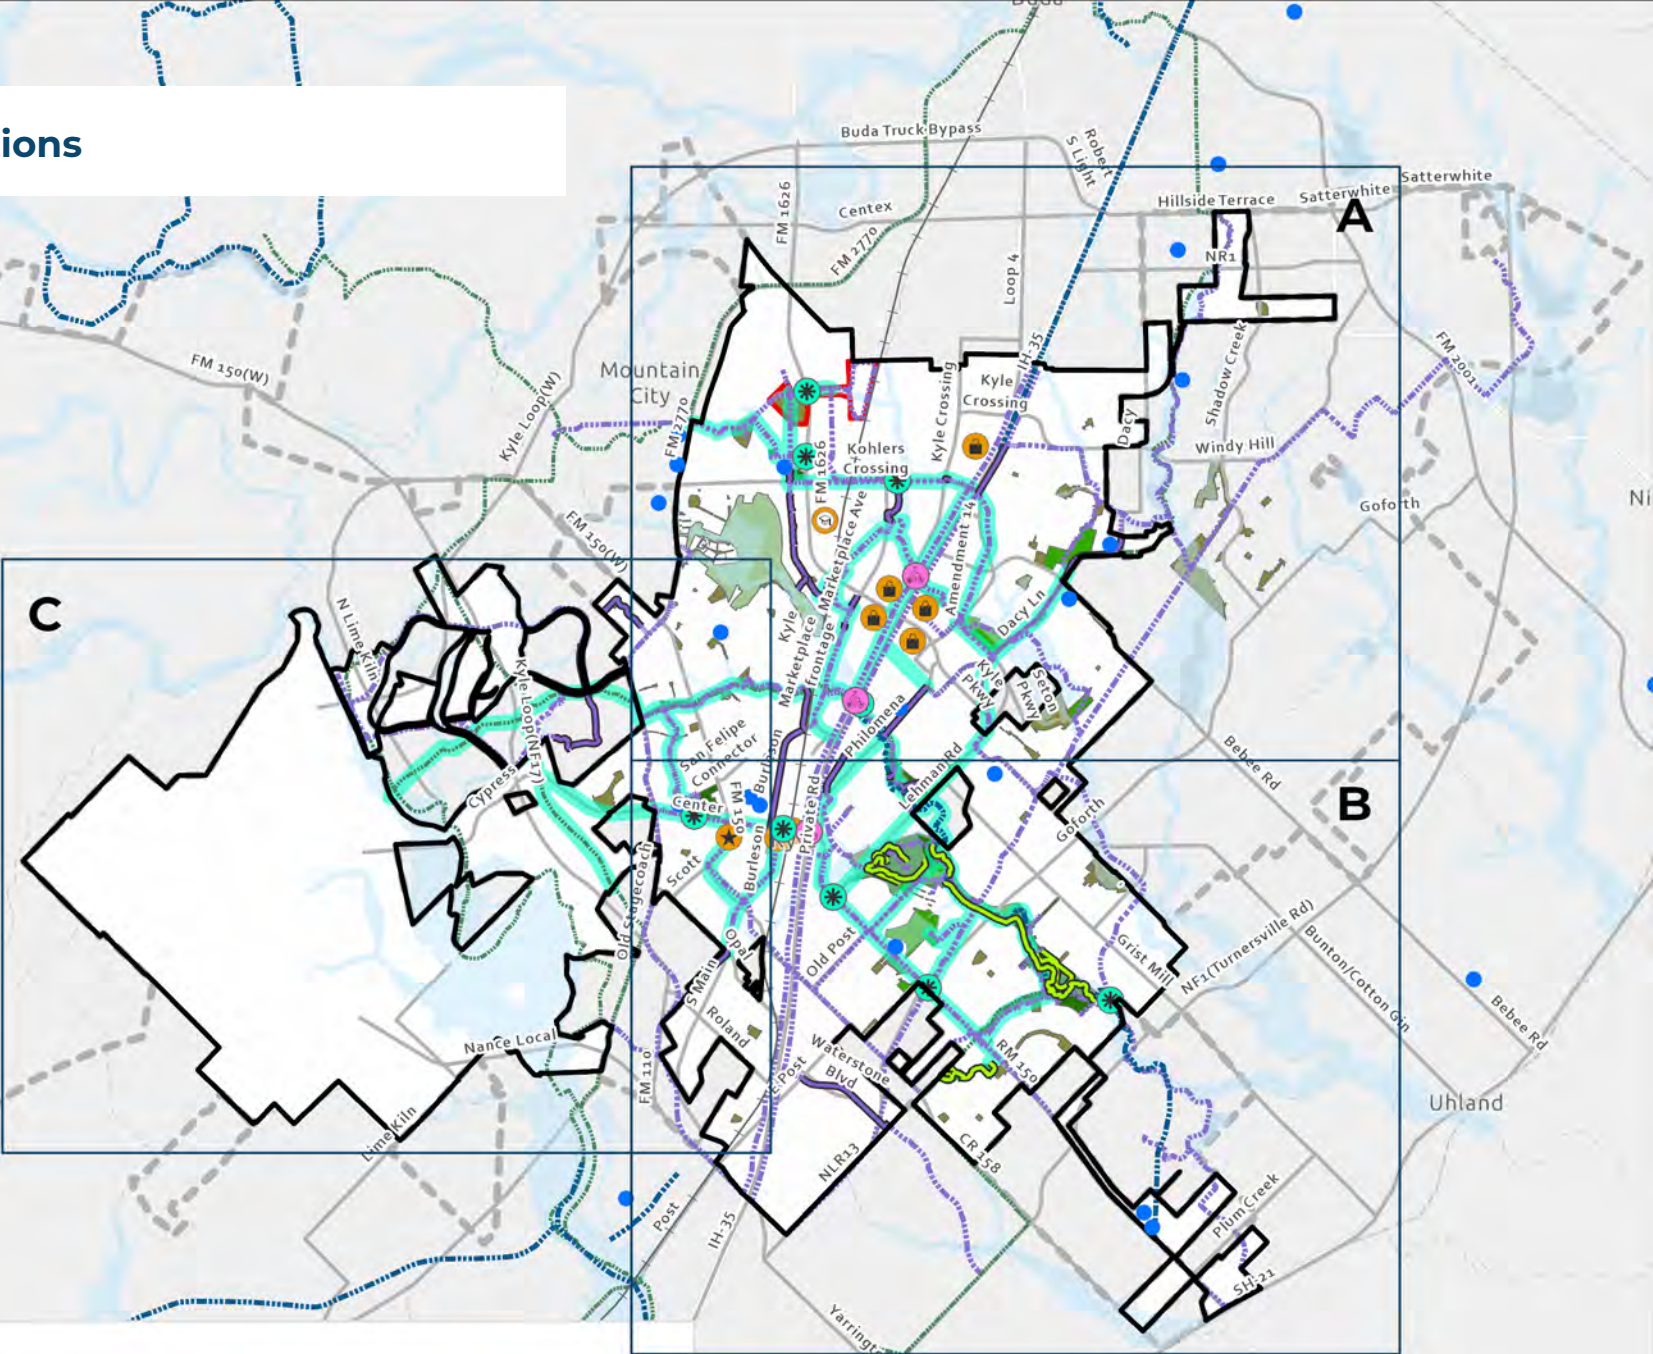 ions
Buda Truck Bypass
Robert
S Light
FM 1626
Centex
FM 2770
Loop 4
Hillside Terrace
Satterwhite
Satterwhite
A
NR1
IH-35
FM 150(W)
Kyle Loop(W)
Mountain
City
FM 2770
Kyle
Crossing
Kyle Crossing
Dacy
Shadow Creek
FM 2001
Windy Hill
FM 1626
Kohlers
Crossing
Goforth
Ni
FM 150(W)
Marketplace Ave
Amendment 14
Dacy Ln
C
N Lime Kiln
Kyle
Marketplace
frontage
Kyle
Pkwy
Seton
Pkwy
Kyle Loop(NF17)
Philomena
San Felipe
Connector
Burleson
Lehman Rd
Bebee Rd
Cypress
Center
FM 150
Private Rd
B
Goforth
Scott
Burleson
Old Stagecoach
Opal
Old Post
Grist Mill
NF1(Turnersville Rd)
Bunton/Cotton Gin
Bebee Rd
S Main
Roland
Nance Local
FM 110
E Post
Waterstone
Blvd
RM 150
Uhland
Lime Kiln
CR 158
NLR13
Plum Creek
SH-21
Post
IH-35